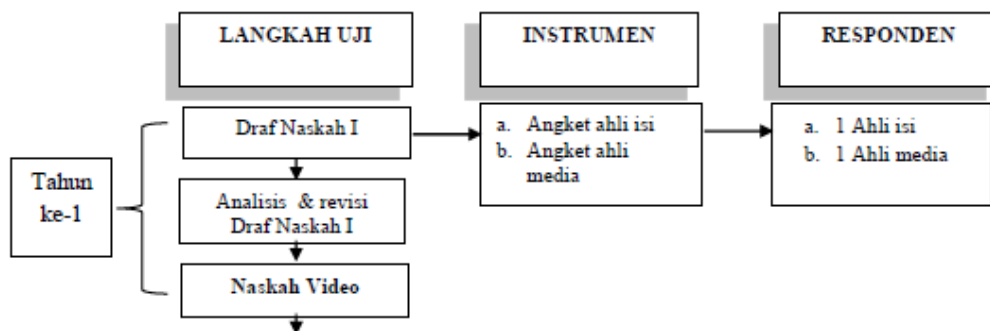 LANGKAH UJI
INSTRUMEN
RESPONDEN
Draf Naskah I
a. Angket ahli isi
b. Angket ahli
media
a. 1 Ahli isi
b. 1 Ahli media
Tahun
ke-1
Analisis & revisi
Draf Naskah I
Naskah Video